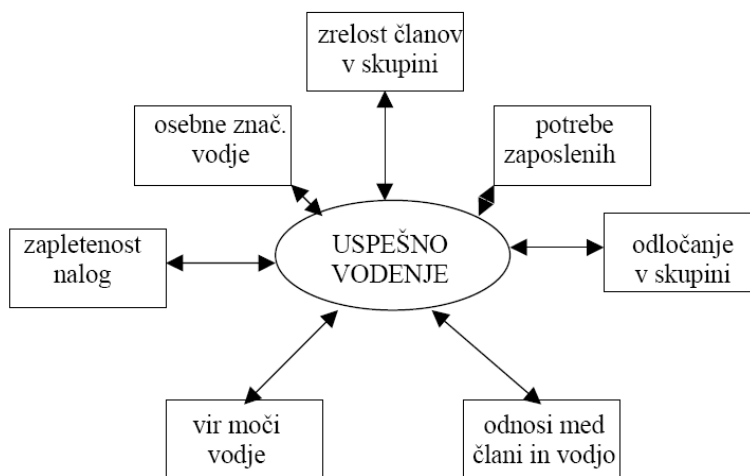 zrelost članov
v skupini
osebne znač.
vodje
potrebe
zaposlenih
zapletenost
nalog
USPEŠNO
VODENJE
odločanje
v skupini
vir moči
vodje
odnosi med
člani in vodjo